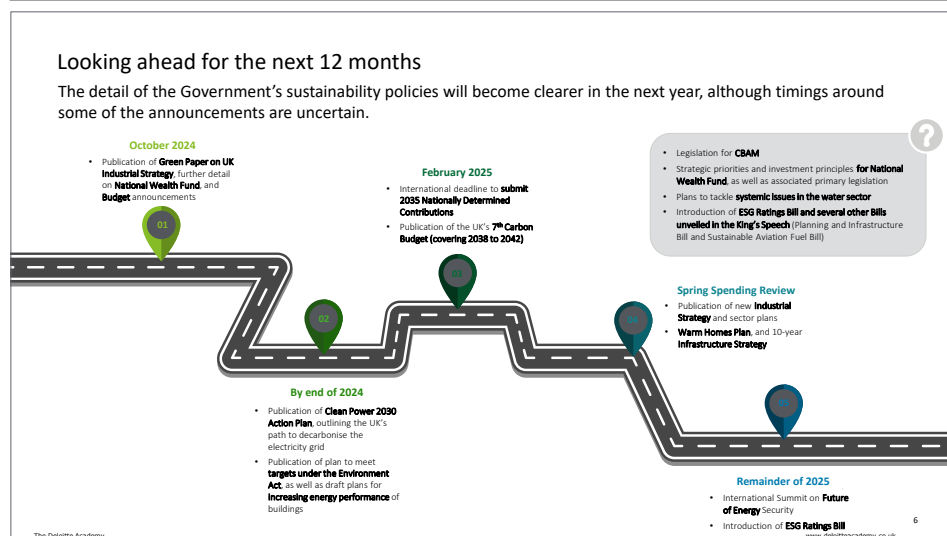 Looking ahead for the next 12 months
The detail of the Government's sustainability policies will become clearer in the next year, although timings around
some of the announcements are uncertain.
October 2024
• Publication of Green Paper on UK
Industrial Strategy, further detail
on National Wealth Fund, and
Budget announcements
01
By end of 2024
• Publication of Clean Power 2030
Action Plan, outlining the UK's
path to decarbonise the
electricity grid
• Publication of plan to meet
targets under the Environment
Act, as well as draft plans for
increasing energy performance of
buildings
02
February 2025
• International deadline to submit
2035 Nationally Determined
Contributions
• Publication of the UK's 7th Carbon
Budget (covering 2038 to 2042)
03
?
• Legislation for CBAM
• Strategic priorities and investment principles for National
Wealth Fund, as well as associated primary legislation
• Plans to tackle systemic issues in the water sector
• Introduction of ESG Ratings Bill and several other Bills
unveiled in the King's Speech (Planning and Infrastructure
Bill and Sustainable Aviation Fuel Bill)
Spring Spending Review
• Publication of new Industrial
Strategy and sector plans
• Warm Homes Plan, and 10-year
Infrastructure Strategy
04
05
Remainder of 2025
• International Summit on Future
of Energy Security
• Introduction of ESG Ratings Bill
6
The Deloitte Academy
www.deloitteacademy.co.uk